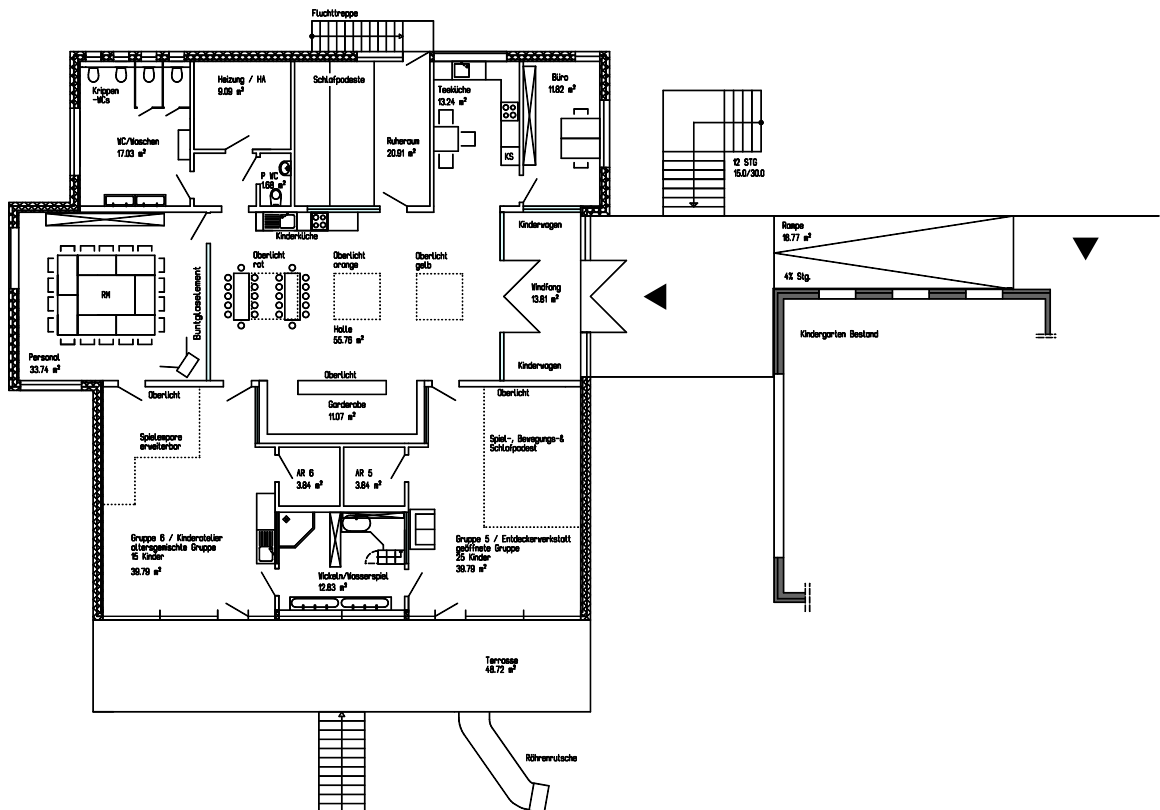 Fluchttreppe
Krippen
-WCs
WC/Waschen
17.03 m²
Heizung / HA
9.09 m²
Schlafpodeste
Ruheraum
20.91 m²
Teeküche
13.24 m²
KS
Büro
11.82 m²
P WC
1.68 m²
12 STG
15.0/30.0
Kinderküche
Kinderwagen
Rampe
18.77 m²
4% Stg.
Oberlicht
rot
Oberlicht
orange
Oberlicht
gelb
Windfang
13.81 m²
RM
Buntglaselement
Halle
55.78 m²
Kindergarten Bestand
Personal
33.74 m²
Kinderwagen
Oberlicht
Oberlicht
Garderobe
11.07 m²
Oberlicht
Spielempore
erweiterbar
Spiel-, Bewegungs-&
Schlafpodest
AR 6
3.84 m²
AR 5
3.84 m²
Gruppe 6 / Kinderatelier
altersgemischte Gruppe
15 Kinder
39.79 m²
Gruppe 5 / Entdeckerwerkstatt
geöffnete Gruppe
25 Kinder
39.79 m²
Wickeln/Wasserspiel
12.83 m²
Terrasse
48.72 m²
Röhrenrutsche